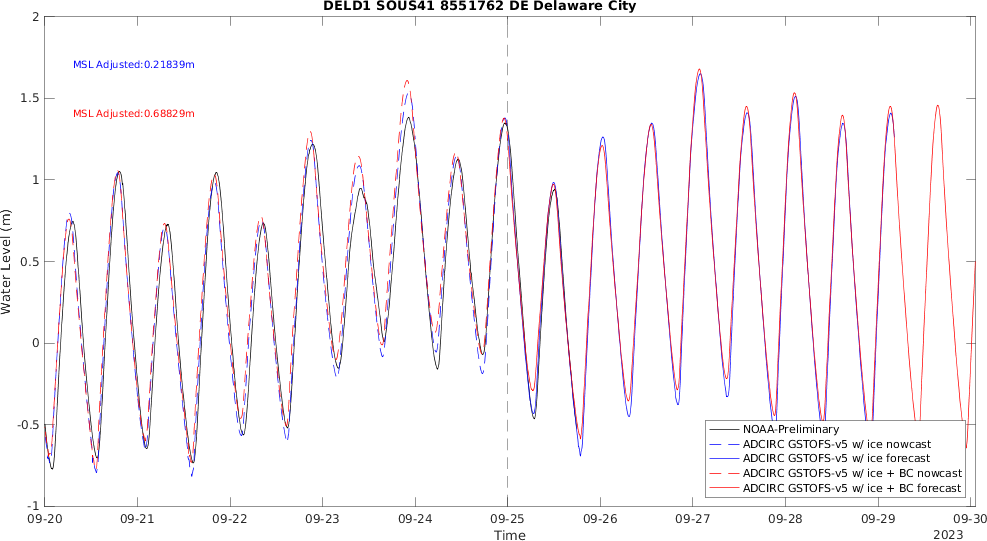 DELD1 SOUS41 8551762 DE Delaware City
MSL Adjusted:0.21839m
MSL Adjusted:0.68829m
Water Level (m)
2
1.5
1
0.5
0
-0.5
-1
NOAA-Preliminary
ADCIRC GSTOFS-v5 w/ ice nowcast
ADCIRC GSTOFS-v5 w/ ice forecast
ADCIRC GSTOFS-v5 w/ ice + BC nowcast
ADCIRC GSTOFS-v5 w/ ice + BC forecast
09-20 09-21 09-22 09-23 09-24 09-25 09-26 09-27 09-28 09-29 09-30
Time
2023